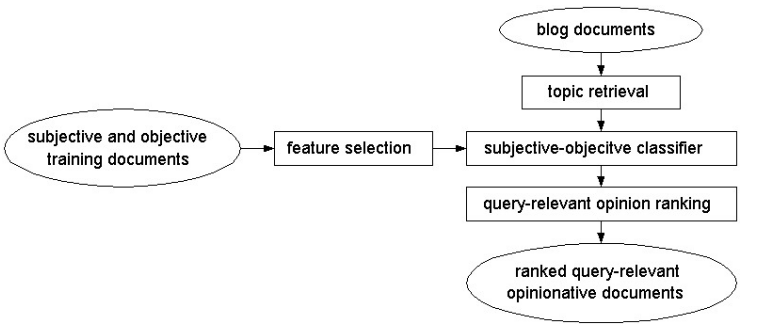 blog documents
topic retrieval
subjective and objective
training documents
feature selection
subjective-objecitve classifier
query-relevant opinion ranking
ranked query-relevant
opinionative documents